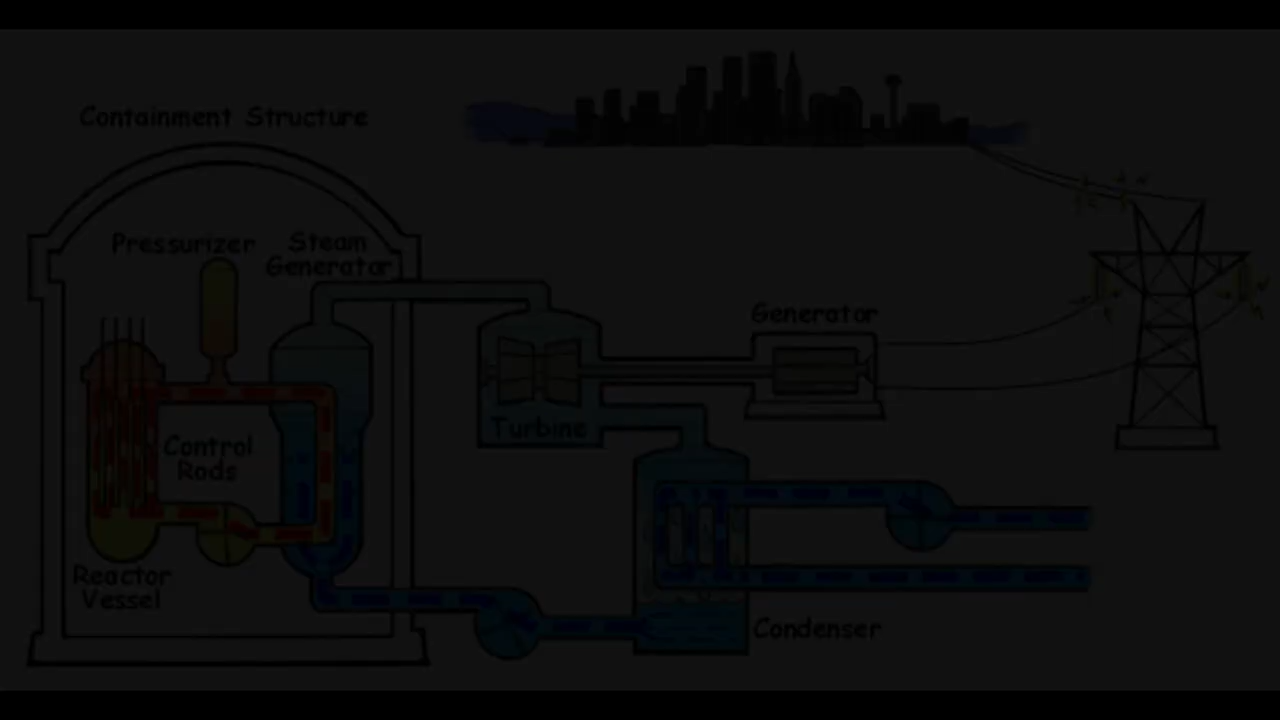 Containment Structure
Pressurizer
Steam
Generator
Control
Rods
Reactor
Vessel
Turbine
Generator
Condenser